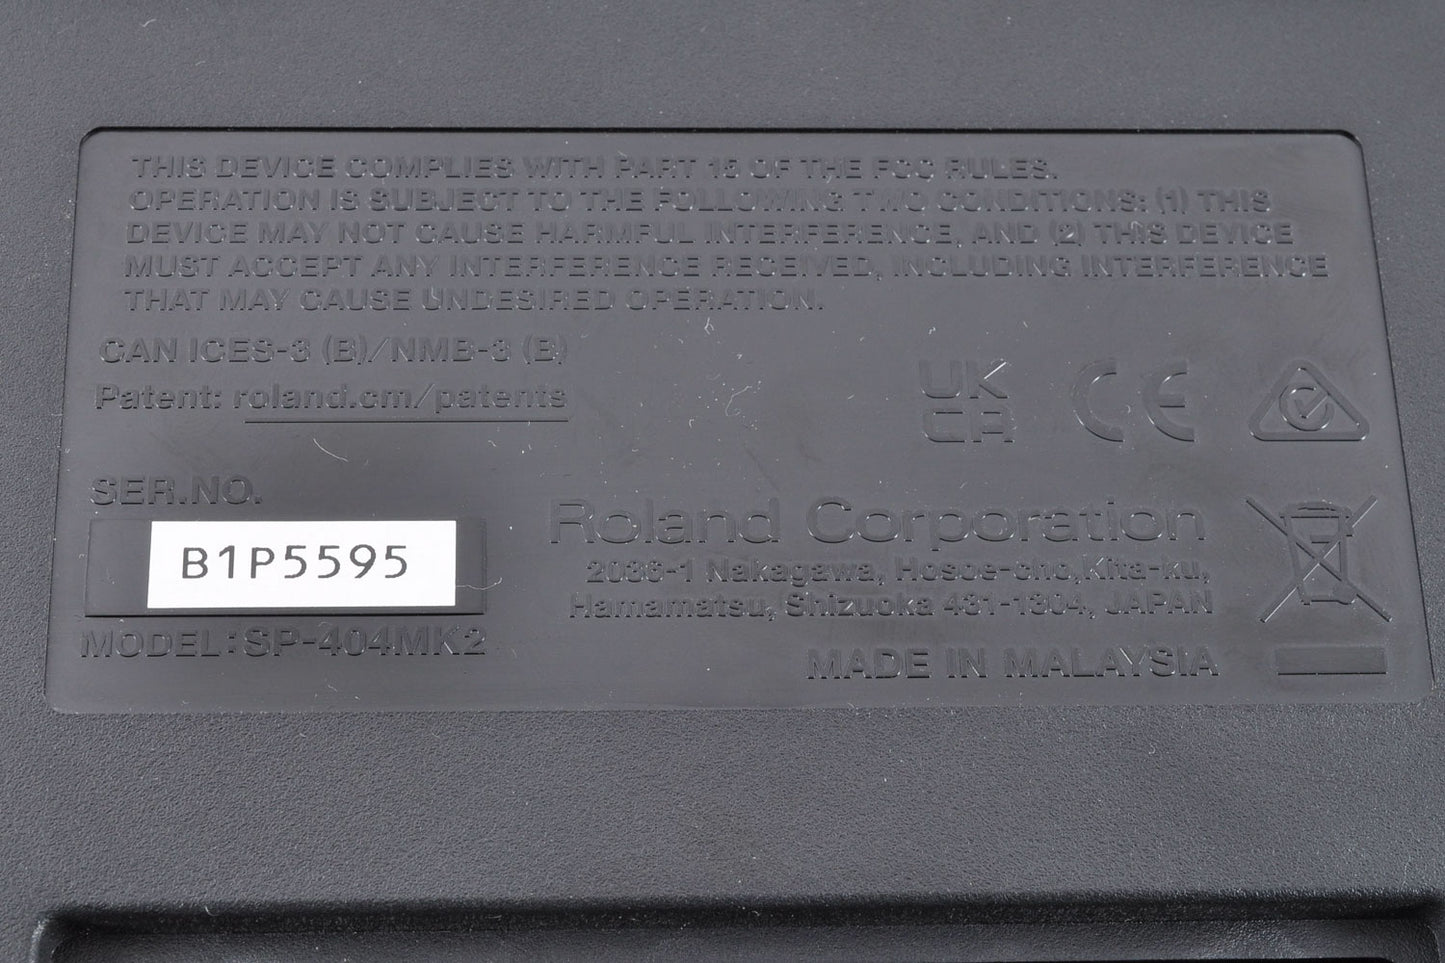 THIS DEVICE COMPLIES WITH PART 15 OF THE FCC RULES.
OPERATION IS SUBJECT TO THE FOLLOWING TWO CONDITIONS: (1) THIS
DEVICE MAY NOT CAUSE HARMFUL INTERFERENCE, AND (2) THIS DEVICE
MUST ACCEPT ANY INTERFERENCE RECEIVED, INCLUDING INTERFERENCE
THAT MAY CAUSE UNDESIRED OPERATION.
CAN ICES-3 (B)/NMB-3 (B)
Patent: roland.cm/patents
UK
CA
CE
SER.NO.
B1P5595
MODEL:SP-404MK2
Roland Corporation
2036-1 Nakagawa, Hosoe-cho,Kita-ku,
Hamamatsu, Shizuoka 431-1304, JAPAN
MADE IN MALAYSIA